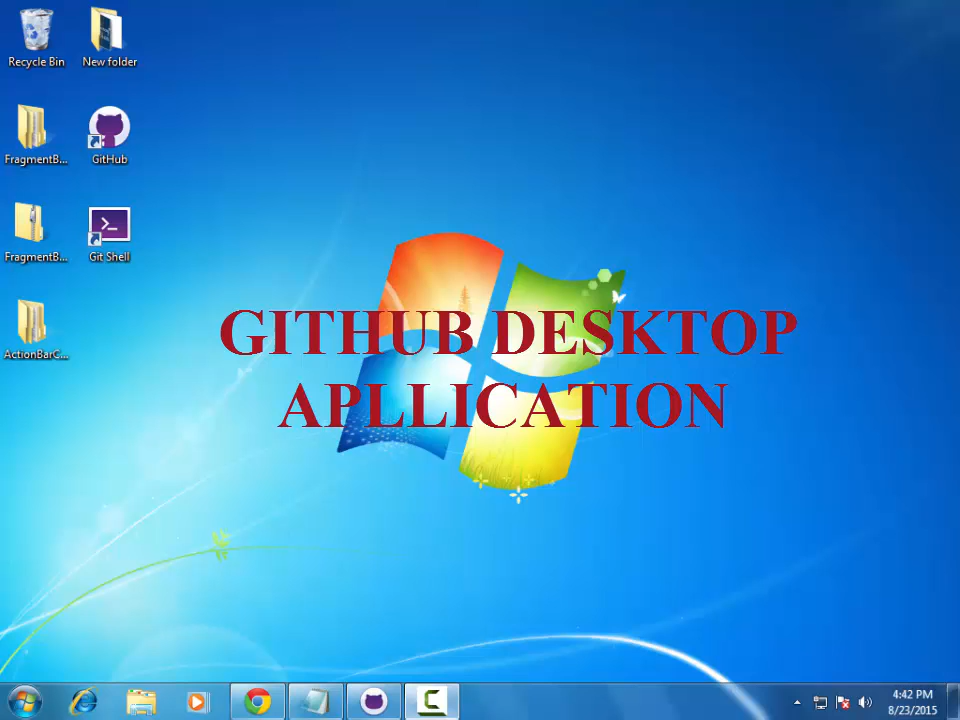 Recycle Bin
New folder
FragmentB...
GitHub
FragmentB...
Git Shell
ActionBarC...
GITHUB DESKTOP
APLLICATION
4:42 PM
8/23/2015